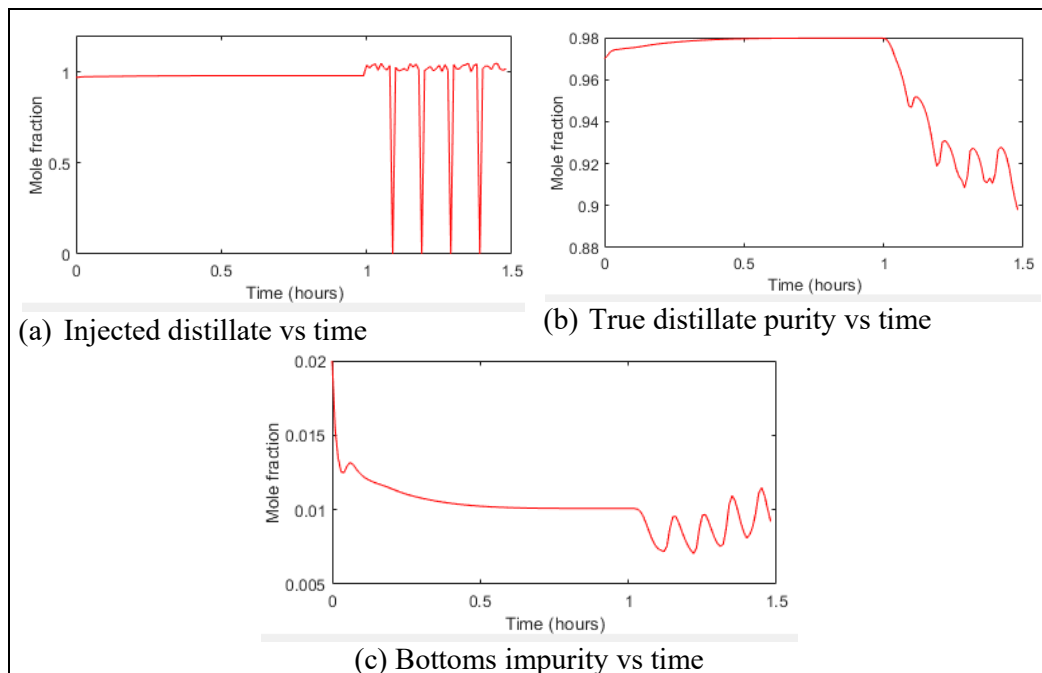 Mole fraction
1
0.5
0
0
0.5
1
1.5
Time (hours)
(a) Injected distillate vs time
Mole fraction
0.98
0.96
0.94
0.92
0.9
0.88
0
0.5
1
1.5
Time (hours)
(b) True distillate purity vs time
Mole fraction
0.02
0.015
0.01
0.005
0
0.5
1
1.5
Time (hours)
(c) Bottoms impurity vs time